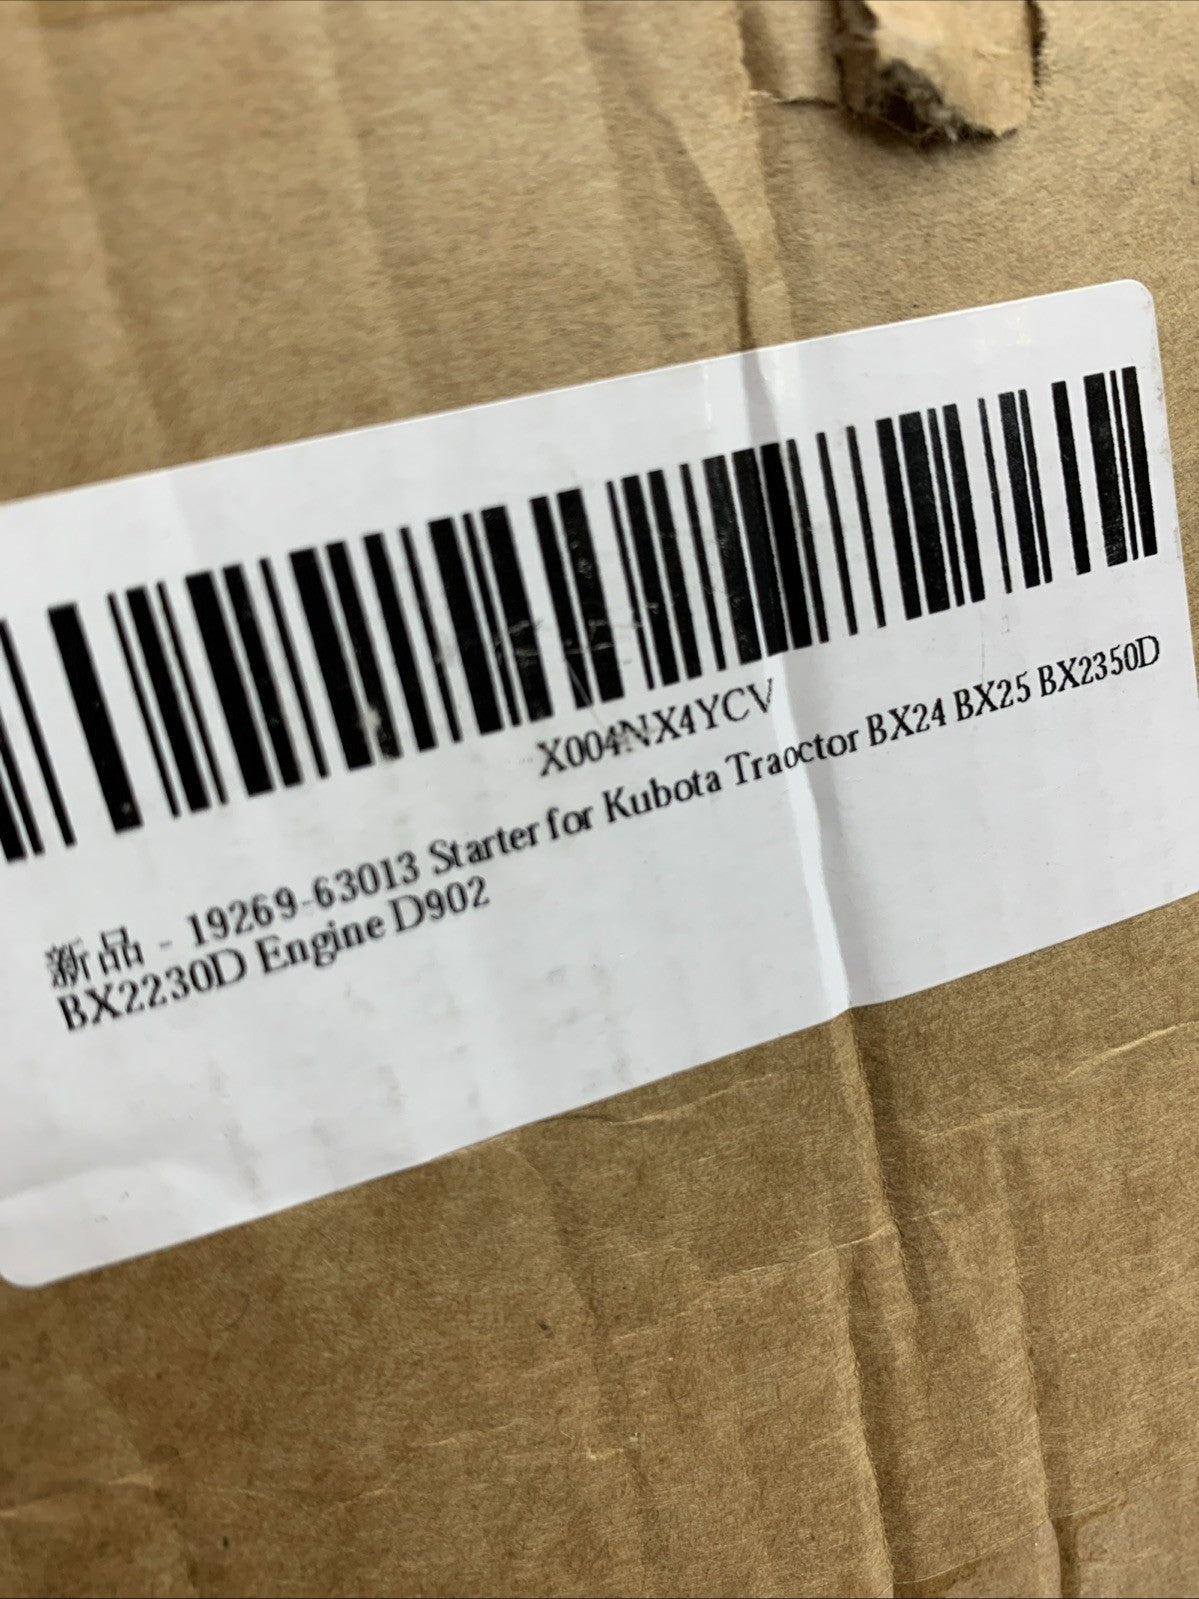 X004NX4YCV
新品 - 19269-63013 Starter for Kubota Traoctor BX24 BX25 BX2350D
BX2230D Engine D902